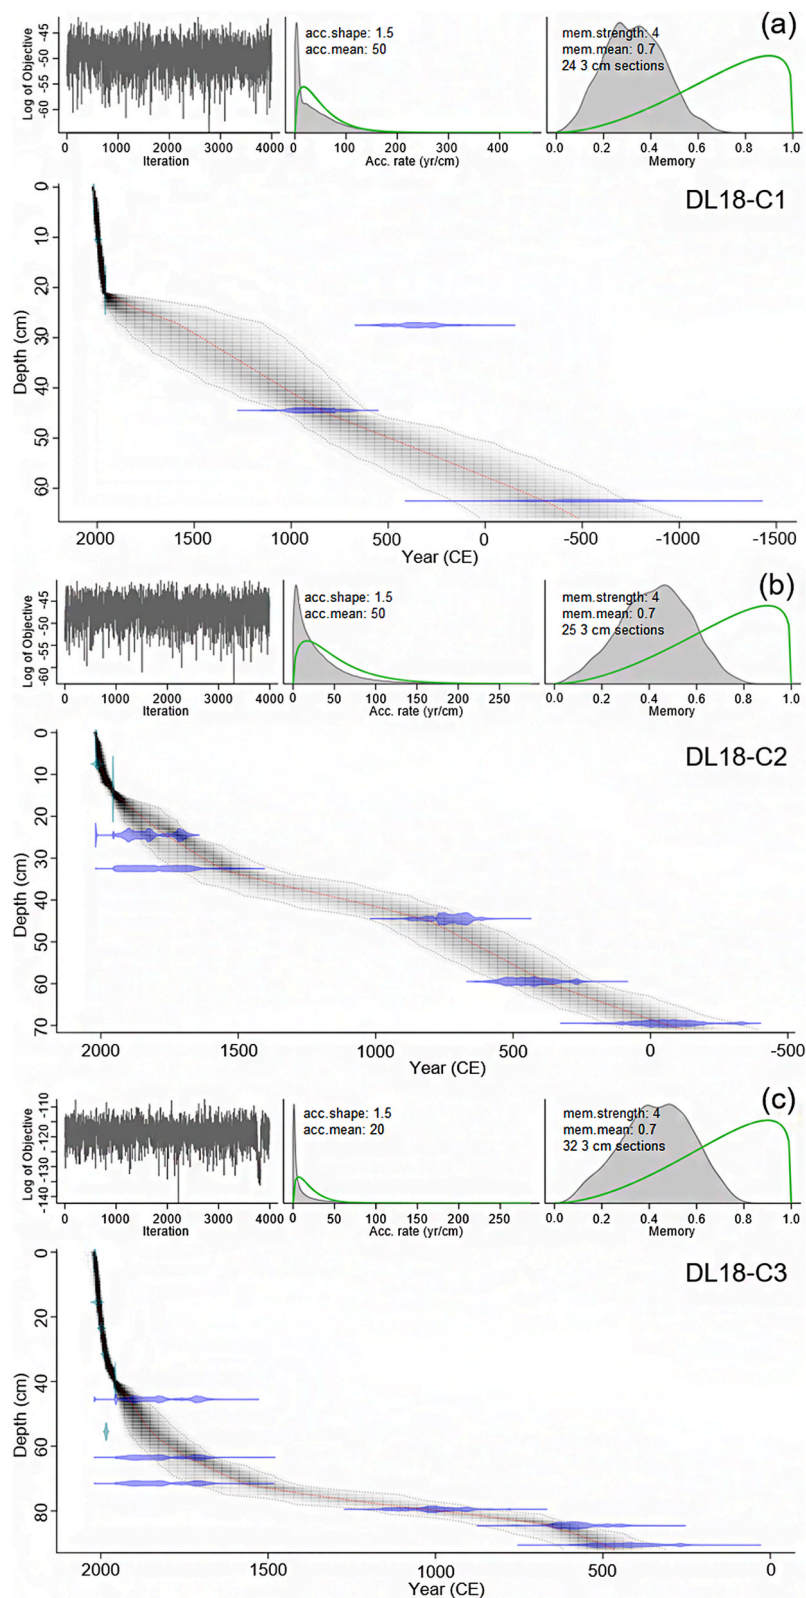 (a)
Log of Objective
-45
-50
-55
-60
0 1000 2000 3000 4000
Iteration
acc.shape: 1.5
acc.mean: 50
0 100 200 300 400
Acc. rate (yr/cm)
mem.strength: 4
mem.mean: 0.7
24 3 cm sections
0.0 0.2 0.4 0.6 0.8 1.0
Memory
DL18-C1
Depth (cm)
0
10
20
30
40
50
60
2000 1500 1000 500 0 -500 -1000 -1500
Year (CE)
(b)
Log of Objective
-45
-50
-55
-60
0 1000 2000 3000 4000
Iteration
acc.shape: 1.5
acc.mean: 50
0 50 100 150 200 250
Acc. rate (yr/cm)
mem.strength: 4
mem.mean: 0.7
25 3 cm sections
0.0 0.2 0.4 0.6 0.8 1.0
Memory
DL18-C2
Depth (cm)
0
10
20
30
40
50
60
70
2000 1500 1000 500 0 -500
Year (CE)
(c)
Log of Objective
-110
-120
-130
-140
0 1000 2000 3000 4000
Iteration
acc.shape: 1.5
acc.mean: 20
0 50 100 150 200 250
Acc. rate (yr/cm)
mem.strength: 4
mem.mean: 0.7
32 3 cm sections
0.0 0.2 0.4 0.6 0.8 1.0
Memory
DL18-C3
Depth (cm)
0
20
40
60
80
2000 1500 1000 500 0
Year (CE)